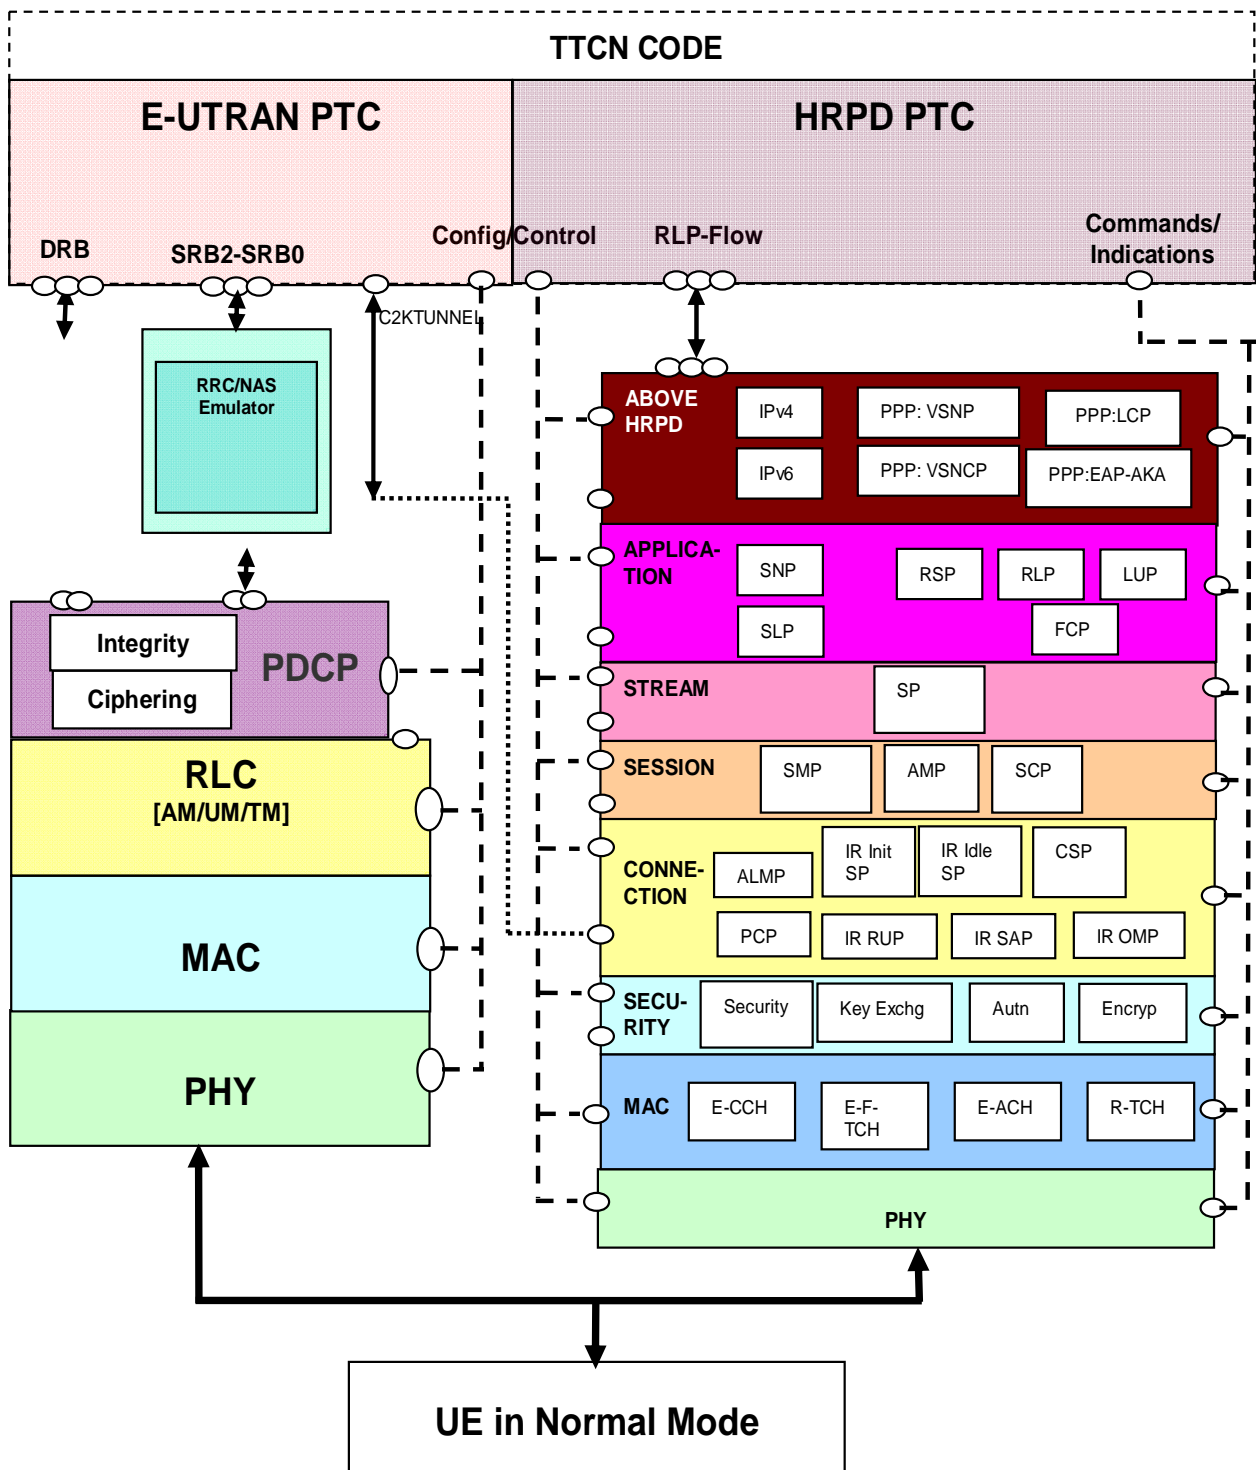 TTCN CODE
E-UTRAN PTC
HRPD PTC
DRB
SRB2-SRB0
Config/Control
RLP-Flow
Commands/
Indications
C2KTUNNEL
RRC/NAS
Emulator
Integrity
Ciphering
PDCP
RLC
[AM/UM/TM]
MAC
PHY
ABOVE
HRPD
IPv4
PPP: VSNP
PPP:LCP
IPv6
PPP: VSNCP
PPP:EAP-AKA
APPLICA-
TION
SNP
RSP
RLP
LUP
SLP
FCP
STREAM
SP
SESSION
SMP
AMP
SCP
CONNE-
CTION
ALMP
IR Init
SP
IR Idle
SP
CSP
PCP
IR RUP
IR SAP
IR OMP
SECU-
RITY
Security
Key Exchg
Autn
Encryp
MAC
E-CCH
E-F-
TCH
E-ACH
R-TCH
PHY
UE in Normal Mode